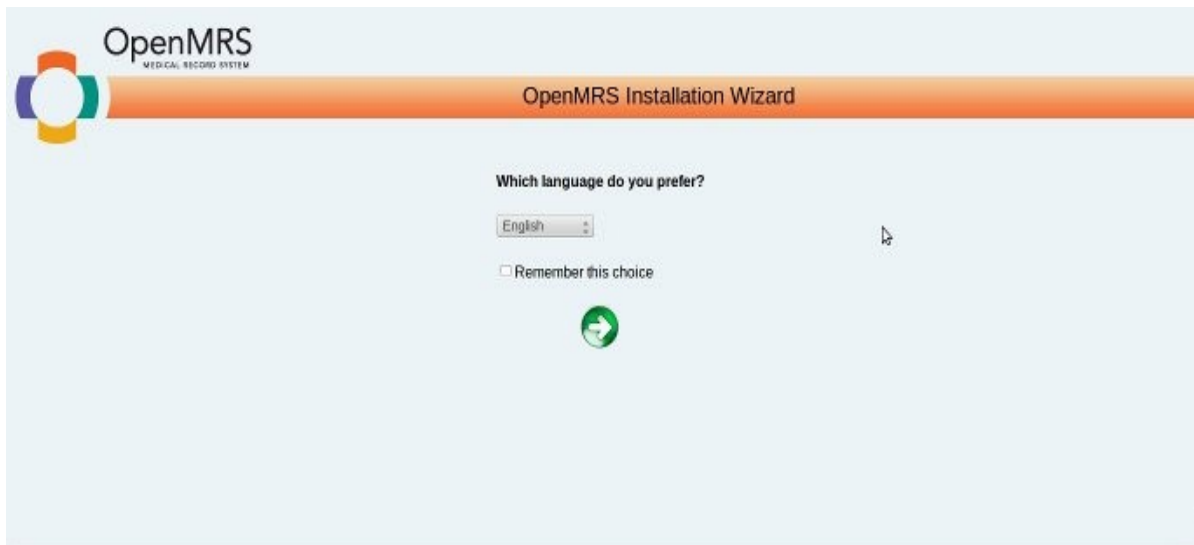 OpenMRS
MEDICAL RECORD SYSTEM
OpenMRS Installation Wizard
Which language do you prefer?
English
Remember this choice